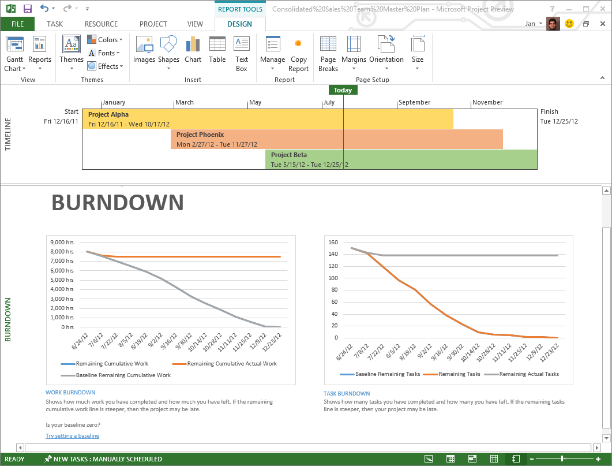 REPORT TOOLS
Consolidated%20Sales%20Team%20Master%20Plan - Microsoft Project Preview
FILE TASK RESOURCE PROJECT VIEW DESIGN
Jan
Gantt Chart Reports
Themes Colors Fonts Effects
Images Shapes Chart Table Text Box
Manage Copy Report
Page Breaks Margins Orientation Size
View Themes Insert Report Page Setup
Today
January March May July September November
Start
Fri 12/16/11
Finish
Tue 12/25/12
TIMELINE
Project Alpha
Fri 12/16/11 - Wed 10/17/12
Project Phoenix
Mon 2/27/12 - Tue 11/27/12
Project Beta
Tue 5/15/12 - Tue 12/25/12
BURNDOWN
BURNDOWN
9,000 hrs
8,000 hrs
7,000 hrs
6,000 hrs
5,000 hrs
4,000 hrs
3,000 hrs
2,000 hrs
1,000 hrs
0 hrs
6/24/12 7/8/12 7/22/12 8/5/12 8/19/12 9/2/12 9/16/12 9/30/12 10/14/12 10/28/12 11/11/12 11/25/12 12/9/12 12/23/12
Remaining Cumulative Work Remaining Cumulative Actual Work
Baseline Remaining Cumulative Work
160
140
120
100
80
60
40
20
0
6/24/12 7/8/12 7/22/12 8/5/12 8/19/12 9/2/12 9/16/12 9/30/12 10/14/12 10/28/12 11/11/12 11/25/12 12/9/12 12/23/12
Baseline Remaining Tasks Remaining Tasks Remaining Actual Tasks
WORK BURNDOWN
Shows how much work you have completed and how much you have left. If the remaining
cumulative work line is steeper, then the project may be late.
Is your baseline zero?
Try setting a baseline
TASK BURNDOWN
Shows how many tasks you have completed and how many you have left. If the remaining tasks
line is steeper, then your project may be late.
READY NEW TASKS : MANUALLY SCHEDULED